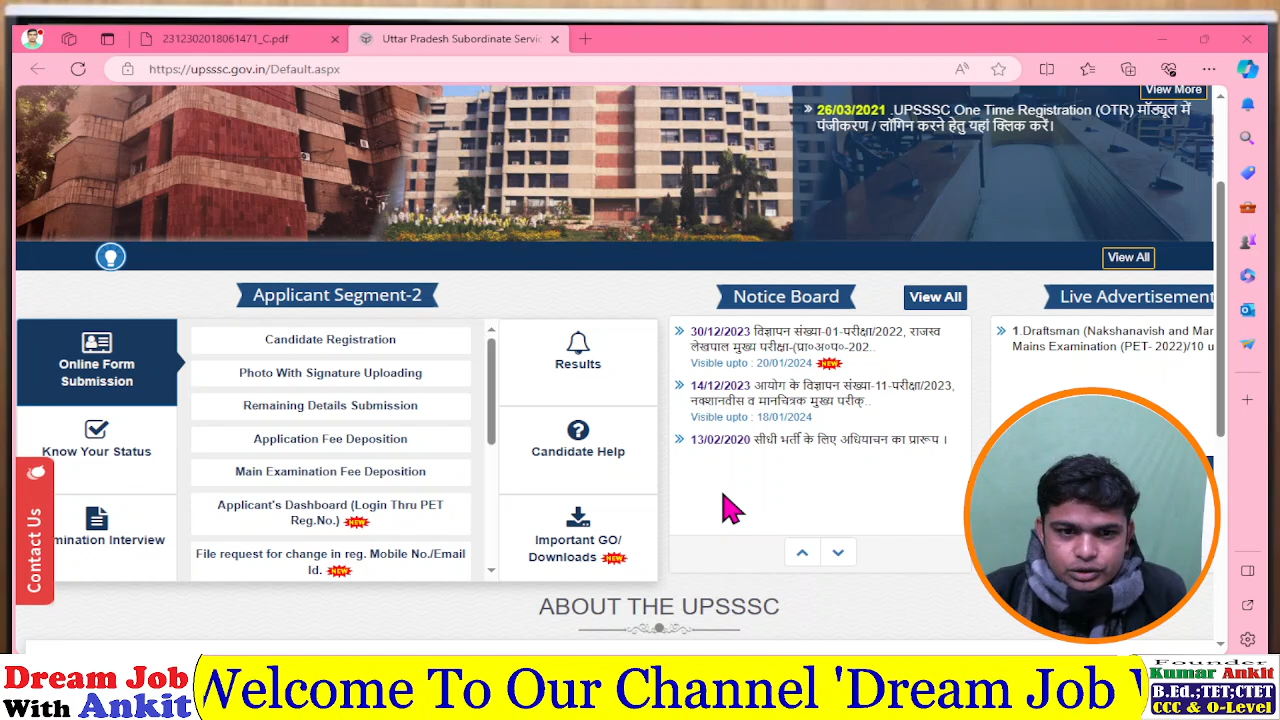 2312302018061471_C.pdf
Uttar Pradesh Subordinate Servic
https://upsssc.gov.in/Default.aspx
View More
26/03/2021 .UPSSSC One Time Registration (OTR) मॉड्यूल में
पंजीकरण / लॉगिन करने हेतु यहां क्लिक करें।
View All
Applicant Segment-2
Notice Board
View All
Live Advertisement
Online Form
Submission
Know Your Status
mination Interview
Contact Us
Candidate Registration
Photo With Signature Uploading
Remaining Details Submission
Application Fee Deposition
Main Examination Fee Deposition
Applicant's Dashboard (Login Thru PET
Reg.No.) NEW
File request for change in reg. Mobile No./Email
Id. NEW
Results
Candidate Help
Important GO/
Downloads NEW
30/12/2023 विज्ञापन संख्या-01-परीक्षा/2022, राजस्व
लेखपाल मुख्य परीक्षा-(प्रा०अ०प०-202..
Visible upto : 20/01/2024 NEW
14/12/2023 आयोग के विज्ञापन संख्या-11-परीक्षा/2023,
नक्शानवीस व मानचित्रक मुख्य परीक्..
Visible upto : 18/01/2024
13/02/2020 सीधी भर्ती के लिए अधियाचन का प्रारूप ।
1.Draftsman (Nakshanavish and Mar
Mains Examination (PET- 2022)/10 u
ABOUT THE UPSSSC
Dream Job
With Ankit
Welcome To Our Channel 'Dream Job
Founder
Kumar Ankit
B.Ed.;TET;CTET
CCC & O-Level